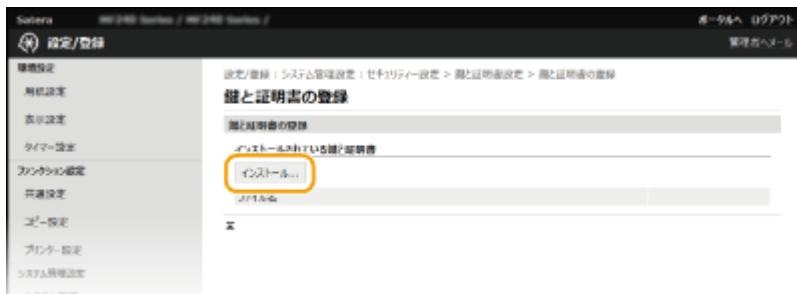 Satera MF240 Series / MF240 Series /
ポータルへ ログアウト
設定/登録
管理者へメール
環境設定
用紙設定
表示設定
タイマー設定
ファンクション設定
共通設定
コピー設定
プリンター設定
システム管理設定
設定/登録：システム管理設定：セキュリティー設定 > 鍵と証明書設定 > 鍵と証明書の登録
鍵と証明書の登録
鍵と証明書の登録
インストールされている鍵と証明書
インストール...
ファイル名